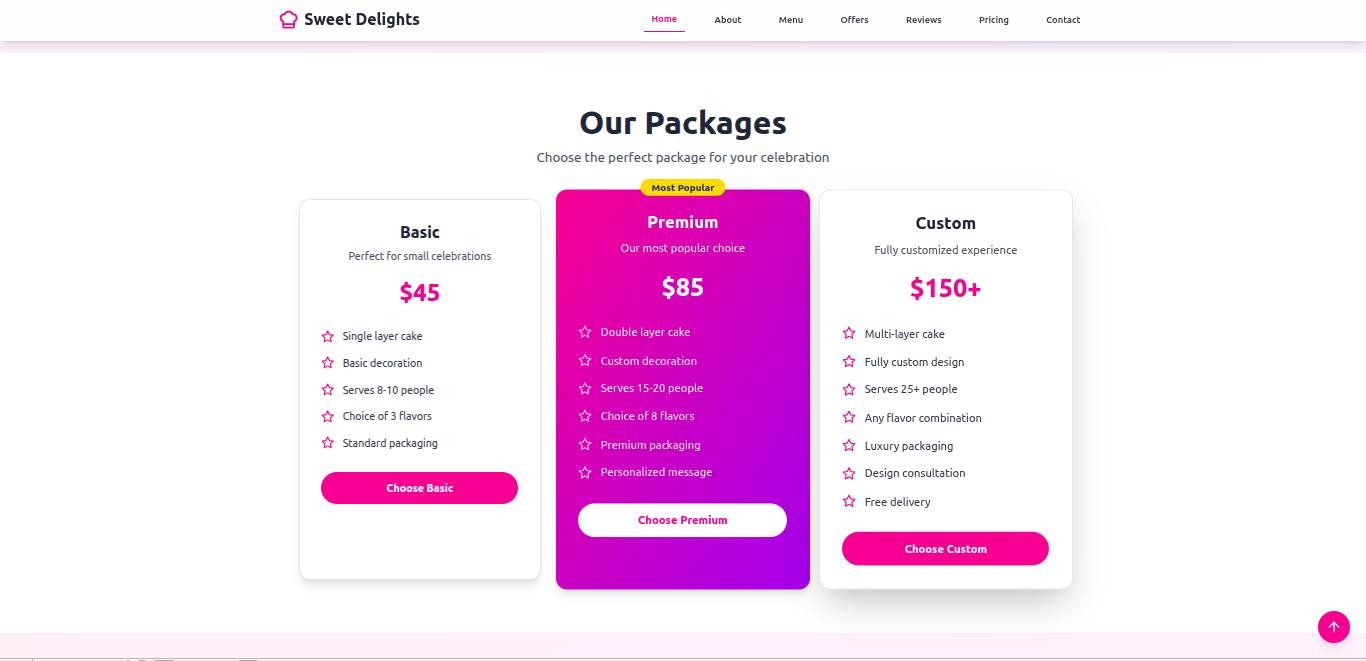 Sweet Delights
Home
About
Menu
Offers
Reviews
Pricing
Contact
Our Packages
Choose the perfect package for your celebration
Basic
Perfect for small celebrations
$45
Single layer cake
Basic decoration
Serves 8-10 people
Choice of 3 flavors
Standard packaging
Choose Basic
Most Popular
Premium
Our most popular choice
$85
Double layer cake
Custom decoration
Serves 15-20 people
Choice of 8 flavors
Premium packaging
Personalized message
Choose Premium
Custom
Fully customized experience
$150+
Multi-layer cake
Fully custom design
Serves 25+ people
Any flavor combination
Luxury packaging
Design consultation
Free delivery
Choose Custom